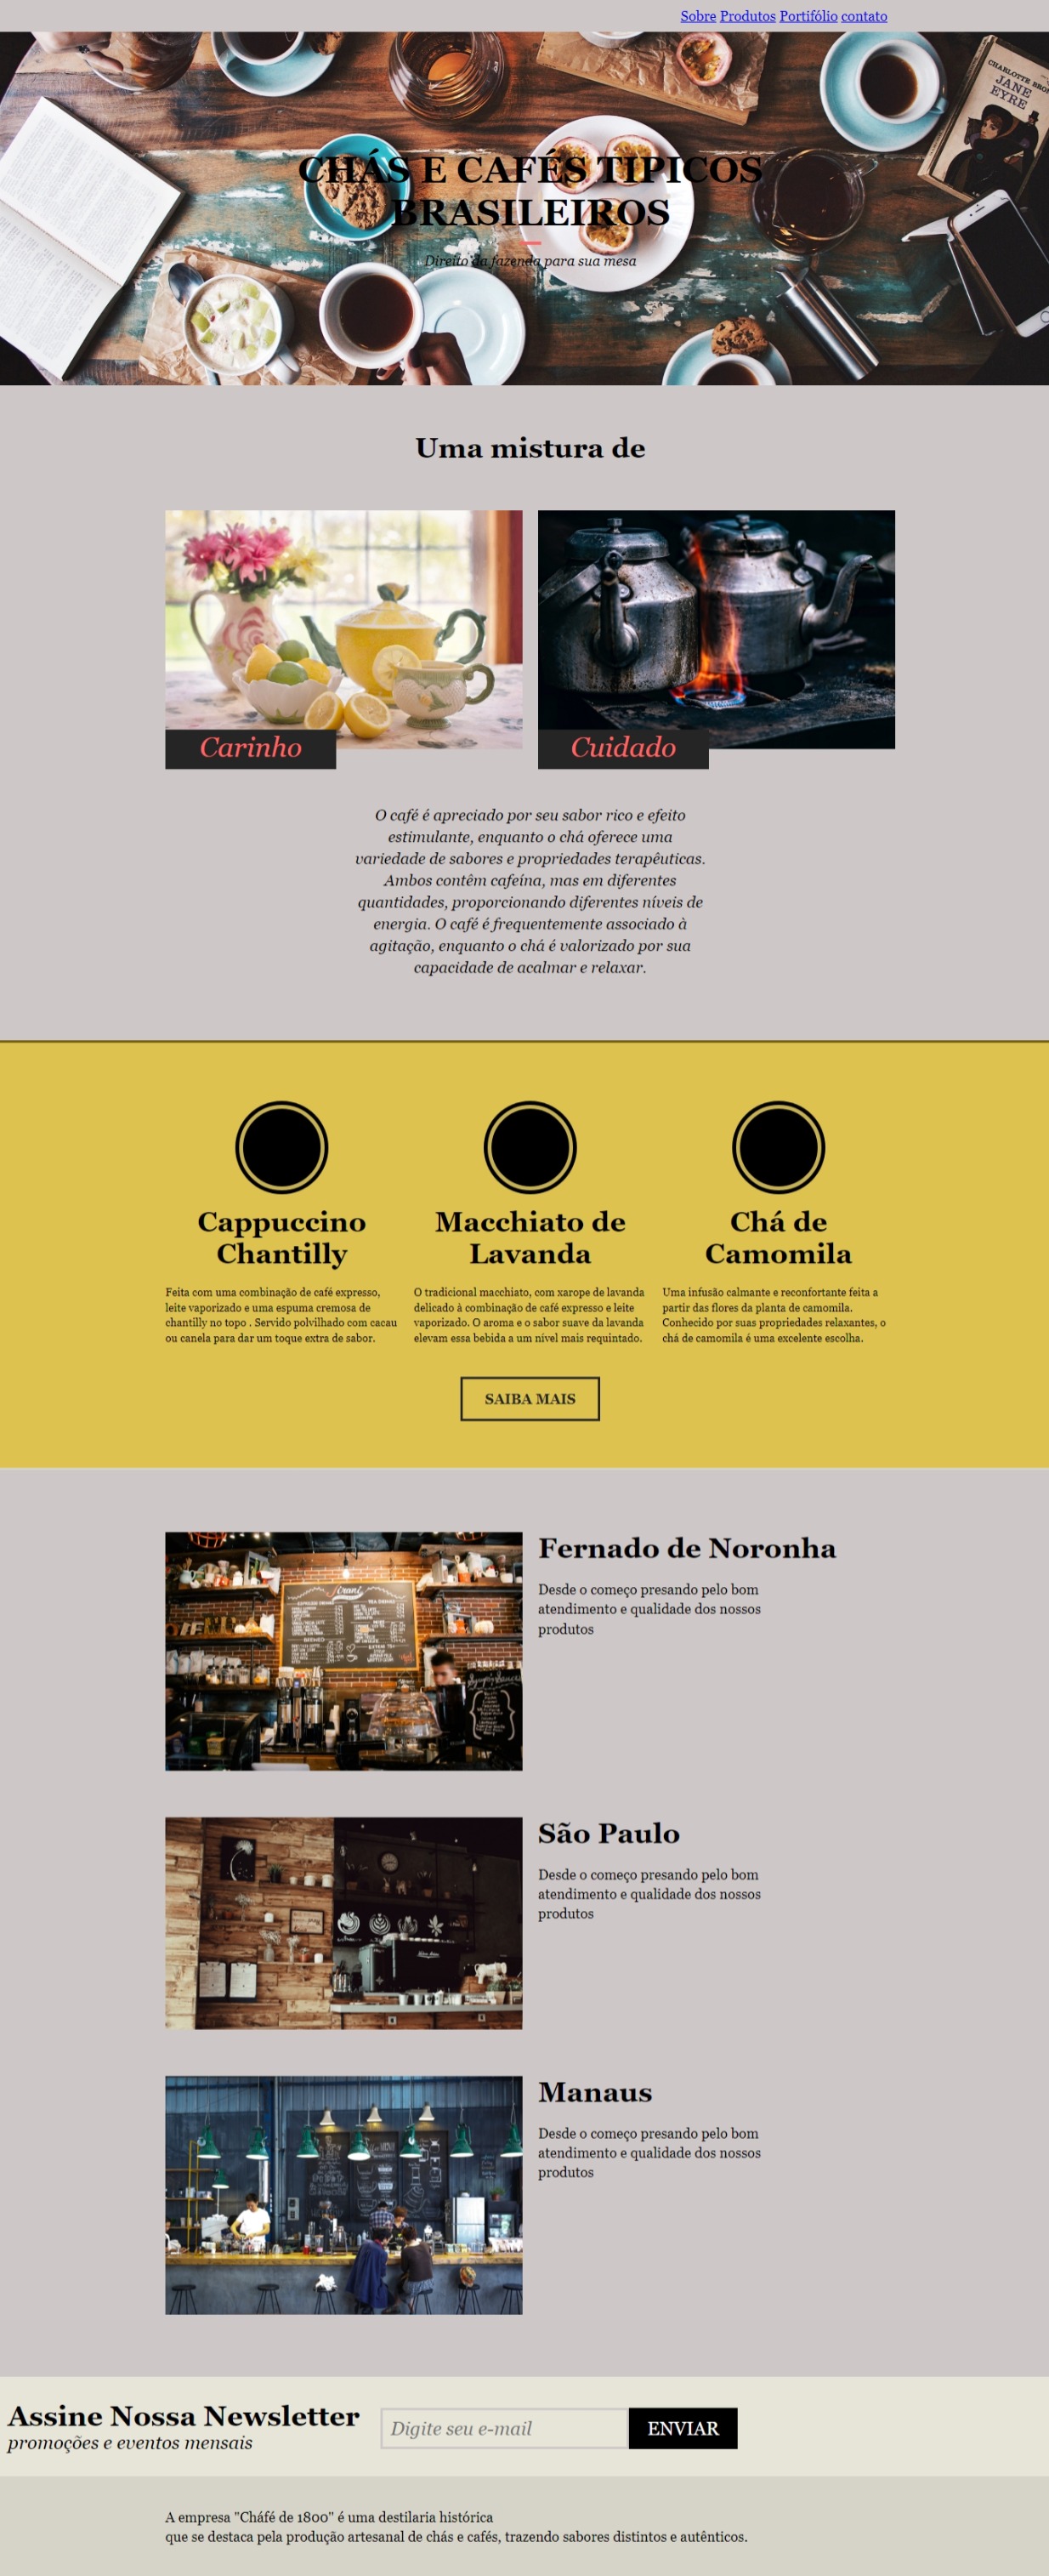 Sobre Produtos Portifólio contato
CHARLOTTE
JANE
EYRE
CHÁS E CAFÉS TIPICOS
BRASILEIROS
Direito da fazenda para sua mesa
Uma mistura de
Carinho
Cuidado
O café é apreciado por seu sabor rico e efeito
estimulante, enquanto o chá oferece uma
variedade de sabores e propriedades terapêuticas.
Ambos contêm cafeína, mas em diferentes
quantidades, proporcionando diferentes níveis de
energia. O café é frequentemente associado à
agitação, enquanto o chá é valorizado por sua
capacidade de acalmar e relaxar.
Cappuccino
Chantilly
Feita com uma combinação de café expresso,
leite vaporizado e uma espuma cremosa de
chantilly no topo . Servido polvilhado com cacau
ou canela para dar um toque extra de sabor.
Macchiato de
Lavanda
O tradicional macchiato, com xarope de lavanda
delicado à combinação de café expresso e leite
vaporizado. O aroma e o sabor suave da lavanda
elevam essa bebida a um nível mais requintado.
Chá de
Camomila
Uma infusão calmante e reconfortante feita a
partir das flores da planta de camomila.
Conhecido por suas propriedades relaxantes, o
chá de camomila é uma excelente escolha.
SAIBA MAIS
Fernado de Noronha
Desde o começo presando pelo bom
atendimento e qualidade dos nossos
produtos
São Paulo
Desde o começo presando pelo bom
atendimento e qualidade dos nossos
produtos
Manaus
Desde o começo presando pelo bom
atendimento e qualidade dos nossos
produtos
Assine Nossa Newsletter
promoções e eventos mensais
Digite seu e-mail
ENVIAR
A empresa "Cháfé de 1800" é uma destilaria histórica
que se destaca pela produção artesanal de chás e cafés, trazendo sabores distintos e autênticos.